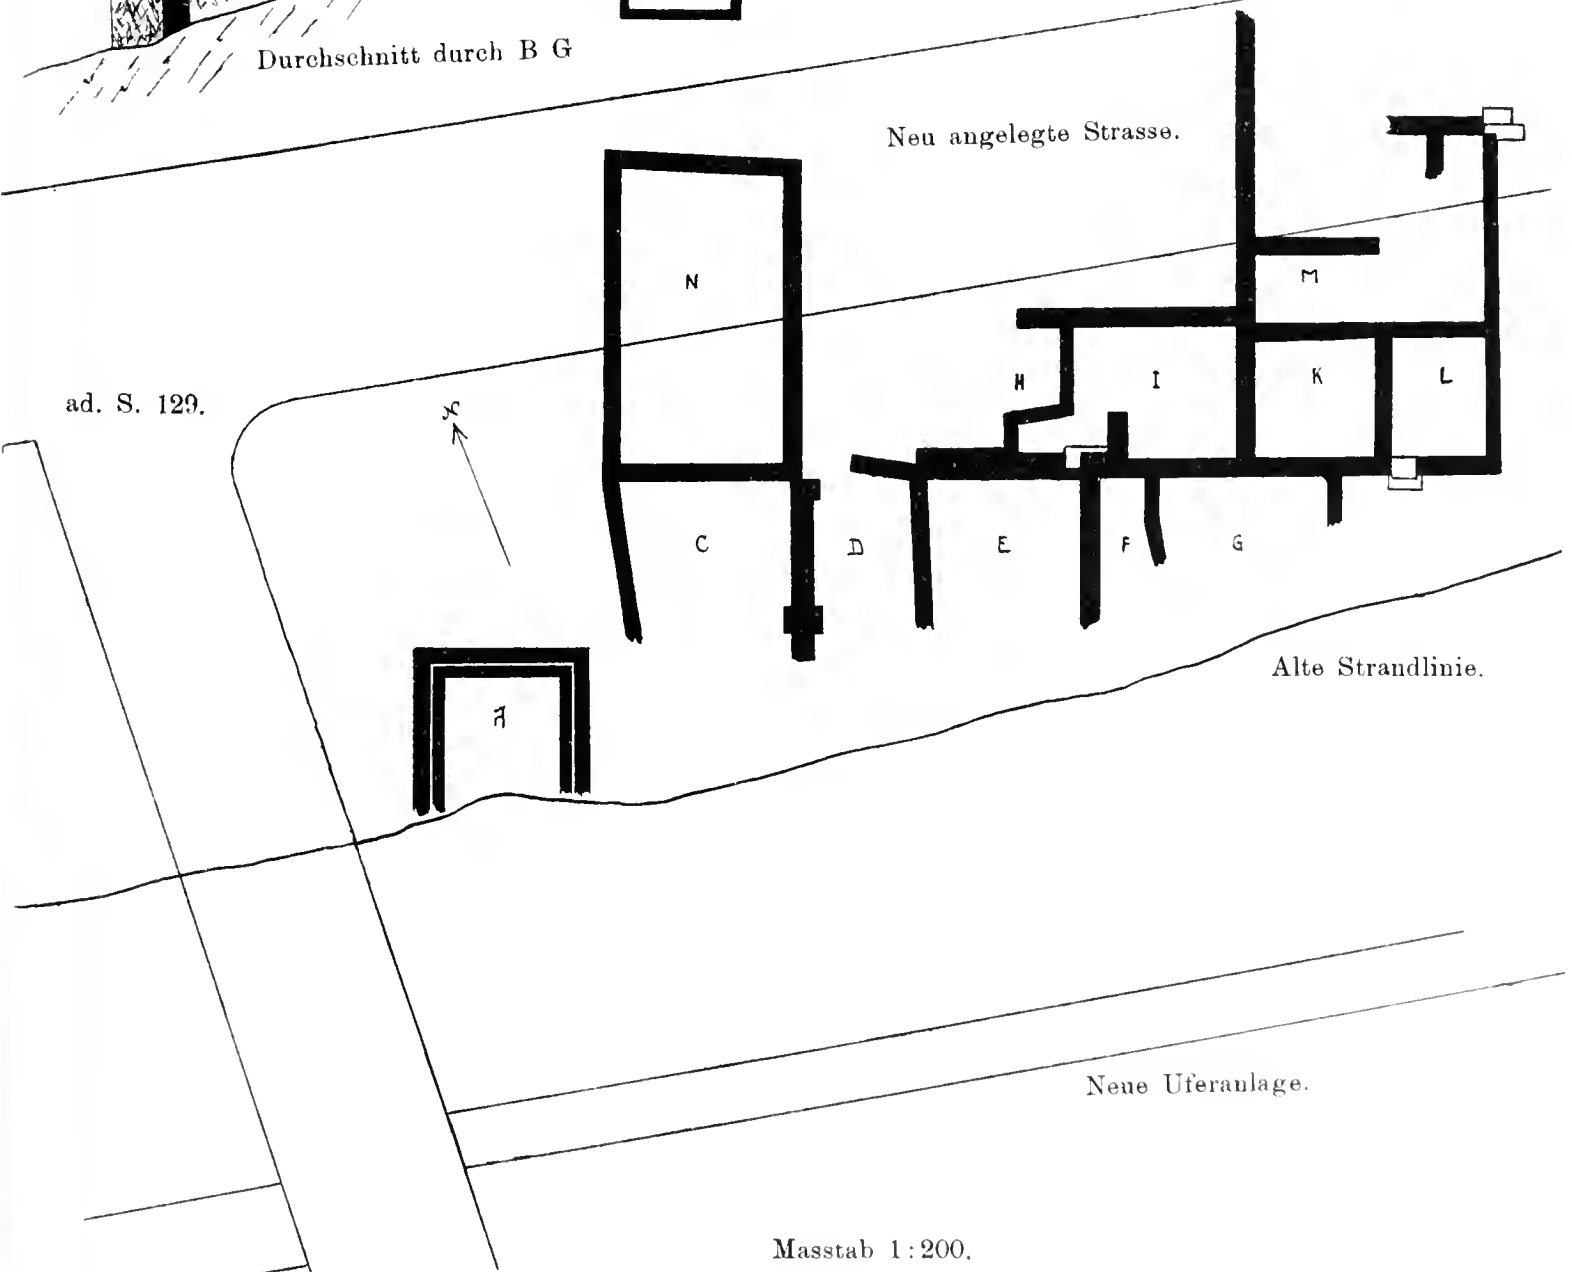 Durchschnitt durch B G
Neu angelegte Strasse.
N
M
ad. S. 129.
N
H
I
K
L
C
D
E
F
G
Alte Strandlinie.
A
Neue Uferanlage.
Masstab 1:200.